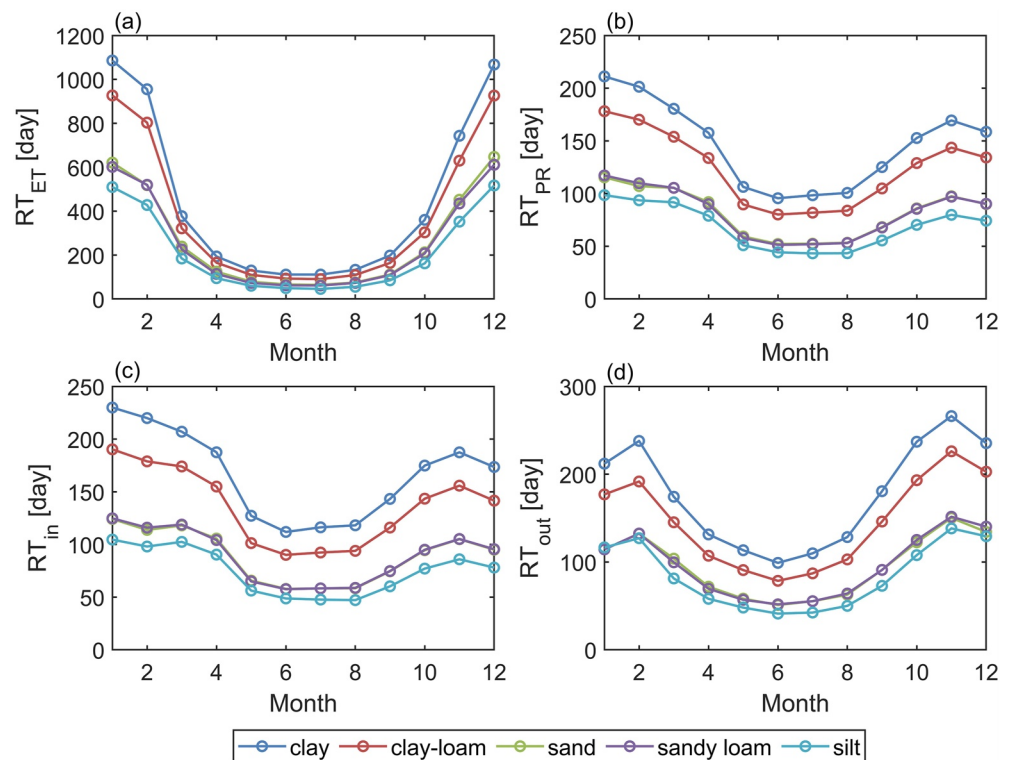 (a)
1200
1000
800
600
400
200
0
RT_ET [day]
2 4 6 8 10 12
Month
(b)
250
200
150
100
50
0
RT_PR [day]
2 4 6 8 10 12
Month
(c)
250
200
150
100
50
0
RT_in [day]
2 4 6 8 10 12
Month
(d)
300
200
100
0
RT_out [day]
2 4 6 8 10 12
Month
clay clay-loam sand sandy loam silt